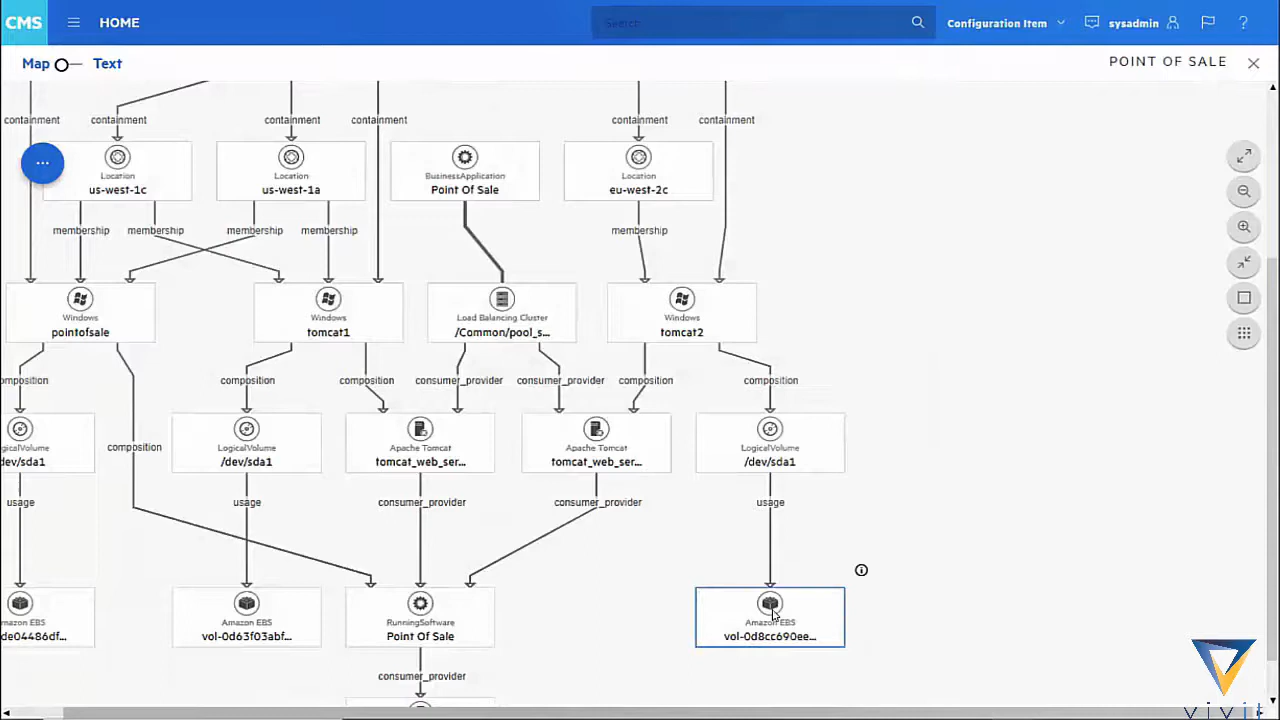 CMS
HOME
Search
Configuration Item
sysadmin
?
Map
Text
POINT OF SALE
containment
containment
containment
containment
containment
containment
...
Location
us-west-1c
Location
us-west-1a
BusinessApplication
Point Of Sale
Location
eu-west-2c
membership
membership
membership
membership
membership
Windows
pointofsale
Windows
tomcat1
Load Balancing Cluster
/Common/pool_s...
Windows
tomcat2
omposition
composition
composition
consumer_provider
consumer_provider
composition
composition
ogicalVolume
dev/sda1
composition
LogicalVolume
/dev/sda1
Apache Tomcat
tomcat_web_ser...
Apache Tomcat
tomcat_web_ser...
LogicalVolume
/dev/sda1
usage
usage
consumer_provider
consumer_provider
usage
mazon EBS
de04486df...
Amazon EBS
vol-0d63f03abf...
RunningSoftware
Point Of Sale
Amazon EBS
vol-0d8cc690ee...
consumer_provider
vivit